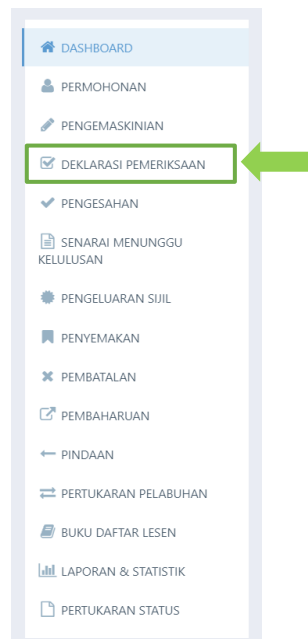 DASHBOARD
PERMOHONAN
PENGEMASKINIAN
DEKLARASI PEMERIKSAAN
PENGESAHAN
SENARAI MENUNGGU
KELULUSAN
PENGELUARAN SIJIL
PENYEMAKAN
PEMBATALAN
PEMBAHARUAN
PINDAAN
PERTUKARAN PELABUHAN
BUKU DAFTAR LESEN
LAPORAN & STATISTIK
PERTUKARAN STATUS